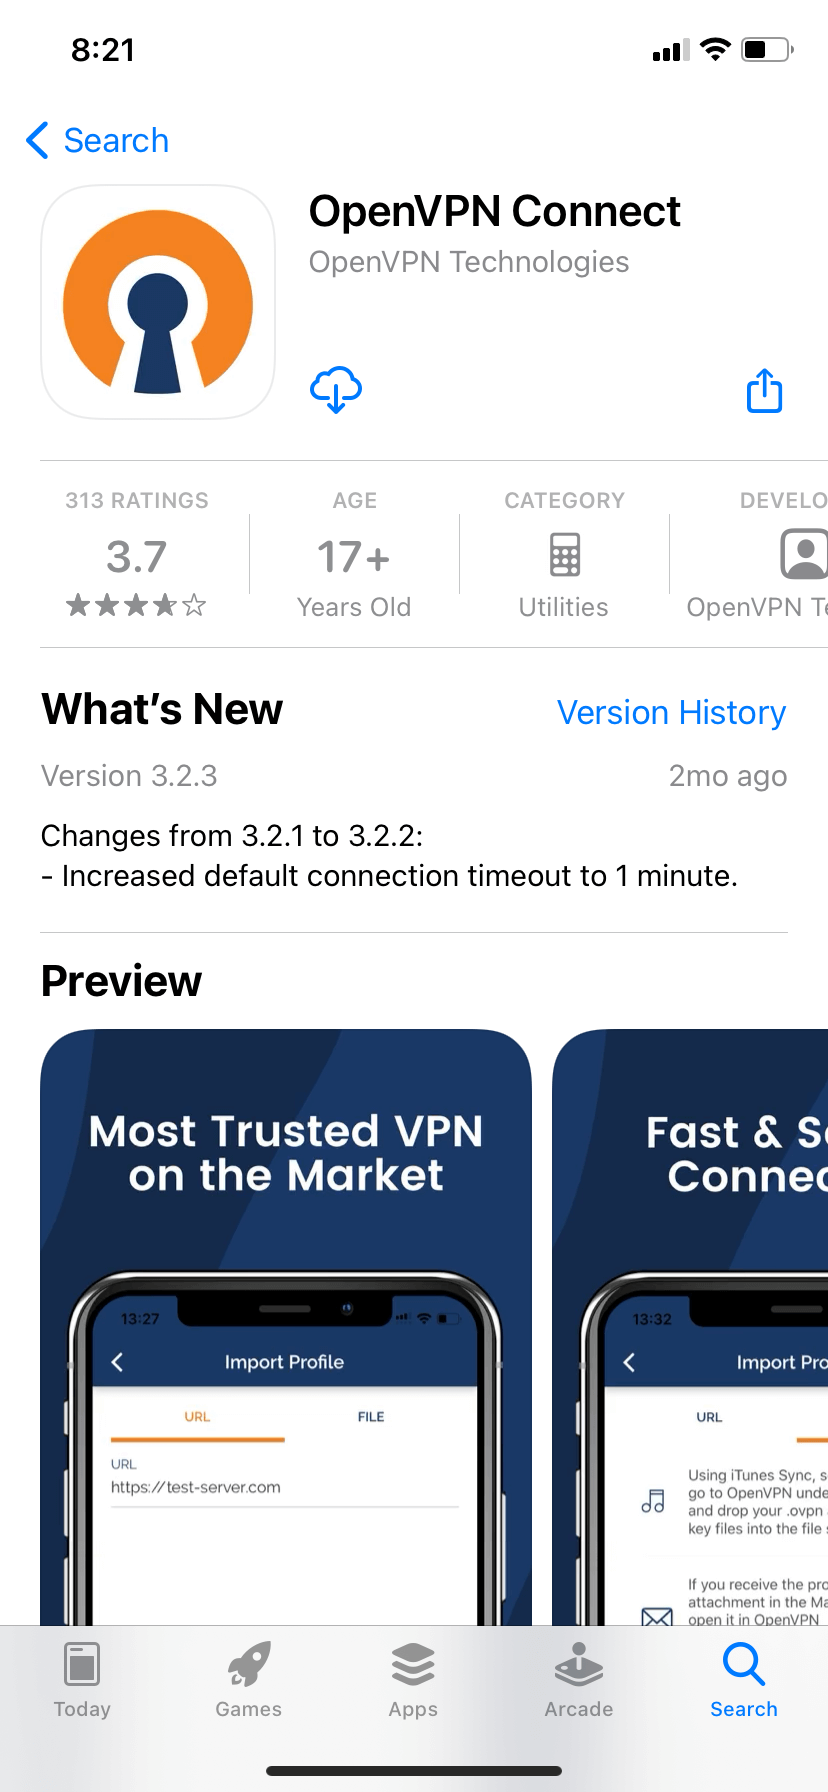 8:21
Search
OpenVPN Connect
OpenVPN Technologies
313 RATINGS
3.7
AGE
17+
Years Old
CATEGORY
Utilities
DEVELO
OpenVPN Te
What's New
Version History
Version 3.2.3
2mo ago
Changes from 3.2.1 to 3.2.2:
- Increased default connection timeout to 1 minute.
Preview
Most Trusted VPN
on the Market
13:27
Import Profile
URL
FILE
URL
https://test-server.com
Fast & Se
Connec
13:32
Import Pro
URL
Using iTunes Sync, s
go to OpenVPN unde
and drop your .ovpn
key files into the file
If you receive the pro
attachment in the Ma
open it in OpenVPN
Today
Games
Apps
Arcade
Search